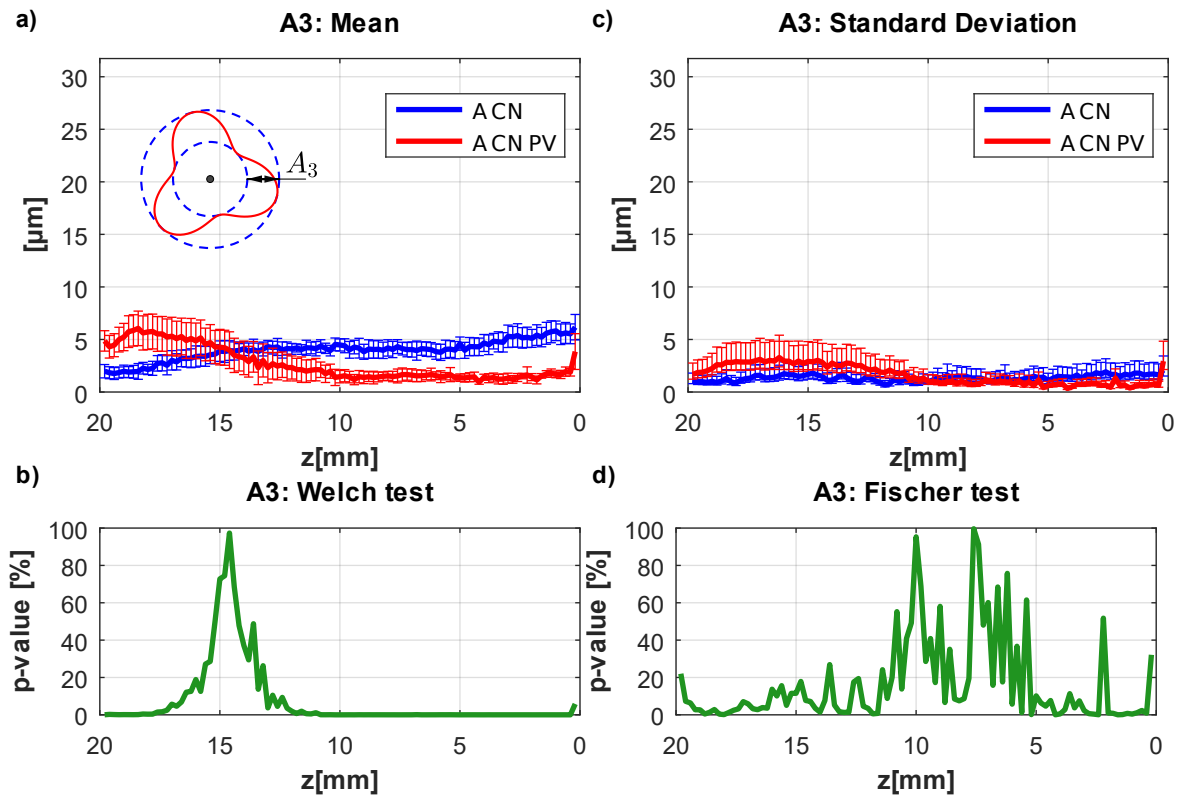 a)
A3: Mean
30
25
20
15
10
5
0
[μm]
A CN
A CN PV
A3
20
15
10
5
0
z[mm]
c)
A3: Standard Deviation
30
25
20
15
10
5
0
[μm]
A CN
A CN PV
20
15
10
5
0
z[mm]
b)
A3: Welch test
100
80
60
40
20
0
p-value [%]
20
15
10
5
0
z[mm]
d)
A3: Fischer test
100
80
60
40
20
0
p-value [%]
20
15
10
5
0
z[mm]